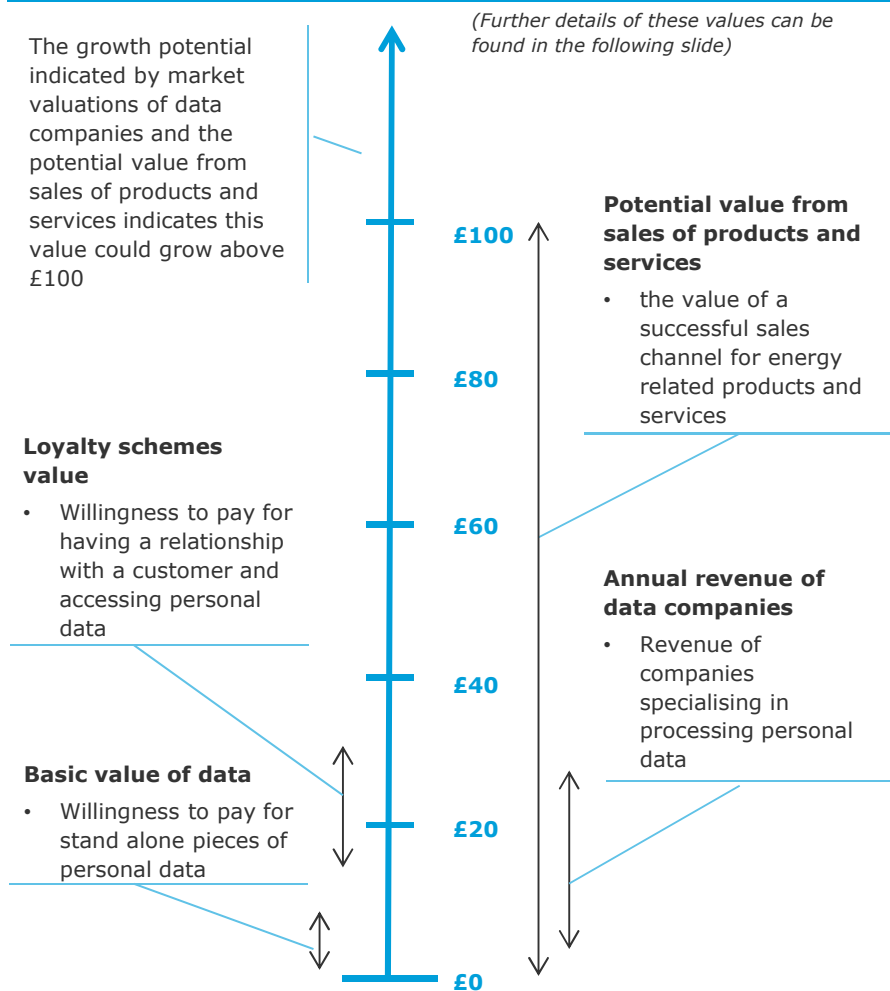 (Further details of these values can be
found in the following slide)
The growth potential
indicated by market
valuations of data
companies and the
potential value from
sales of products and
services indicates this
value could grow above
£100
Potential value from
sales of products and
services
• the value of a
successful sales
channel for energy
related products and
services
£100
£80
£60
£40
£20
£0
Loyalty schemes
value
• Willingness to pay for
having a relationship
with a customer and
accessing personal
data
Annual revenue of
data companies
• Revenue of
companies
specialising in
processing personal
data
Basic value of data
• Willingness to pay for
stand alone pieces of
personal data